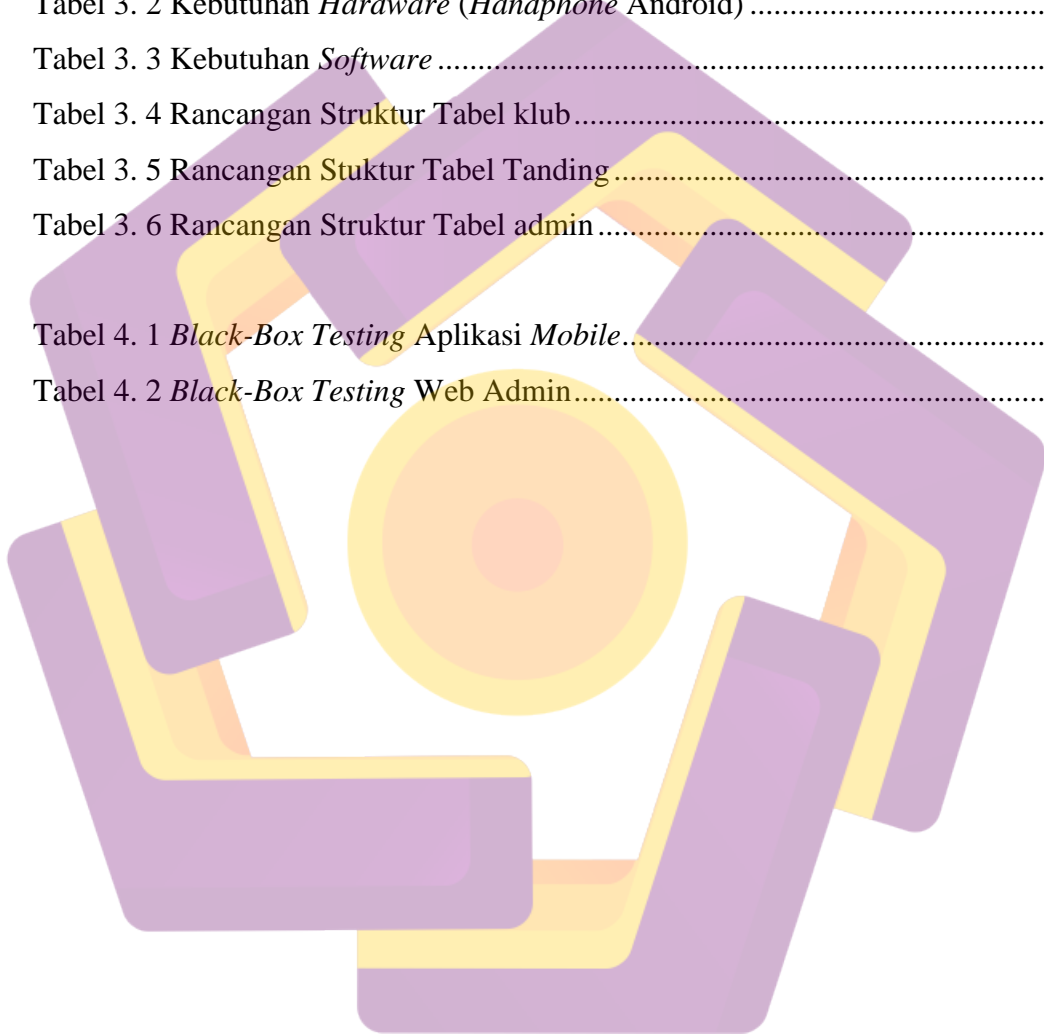 Tabel 3. 2 Kebutuhan Hardware (Handphone Android) ........................................
Tabel 3. 3 Kebutuhan Software ........................................................................................
Tabel 3. 4 Rancangan Struktur Tabel klub ...............................................................
Tabel 3. 5 Rancangan Stuktur Tabel Tanding ..........................................................
Tabel 3. 6 Rancangan Struktur Tabel admin ............................................................
Tabel 4. 1 Black-Box Testing Aplikasi Mobile .........................................................
Tabel 4. 2 Black-Box Testing Web Admin ...............................................................